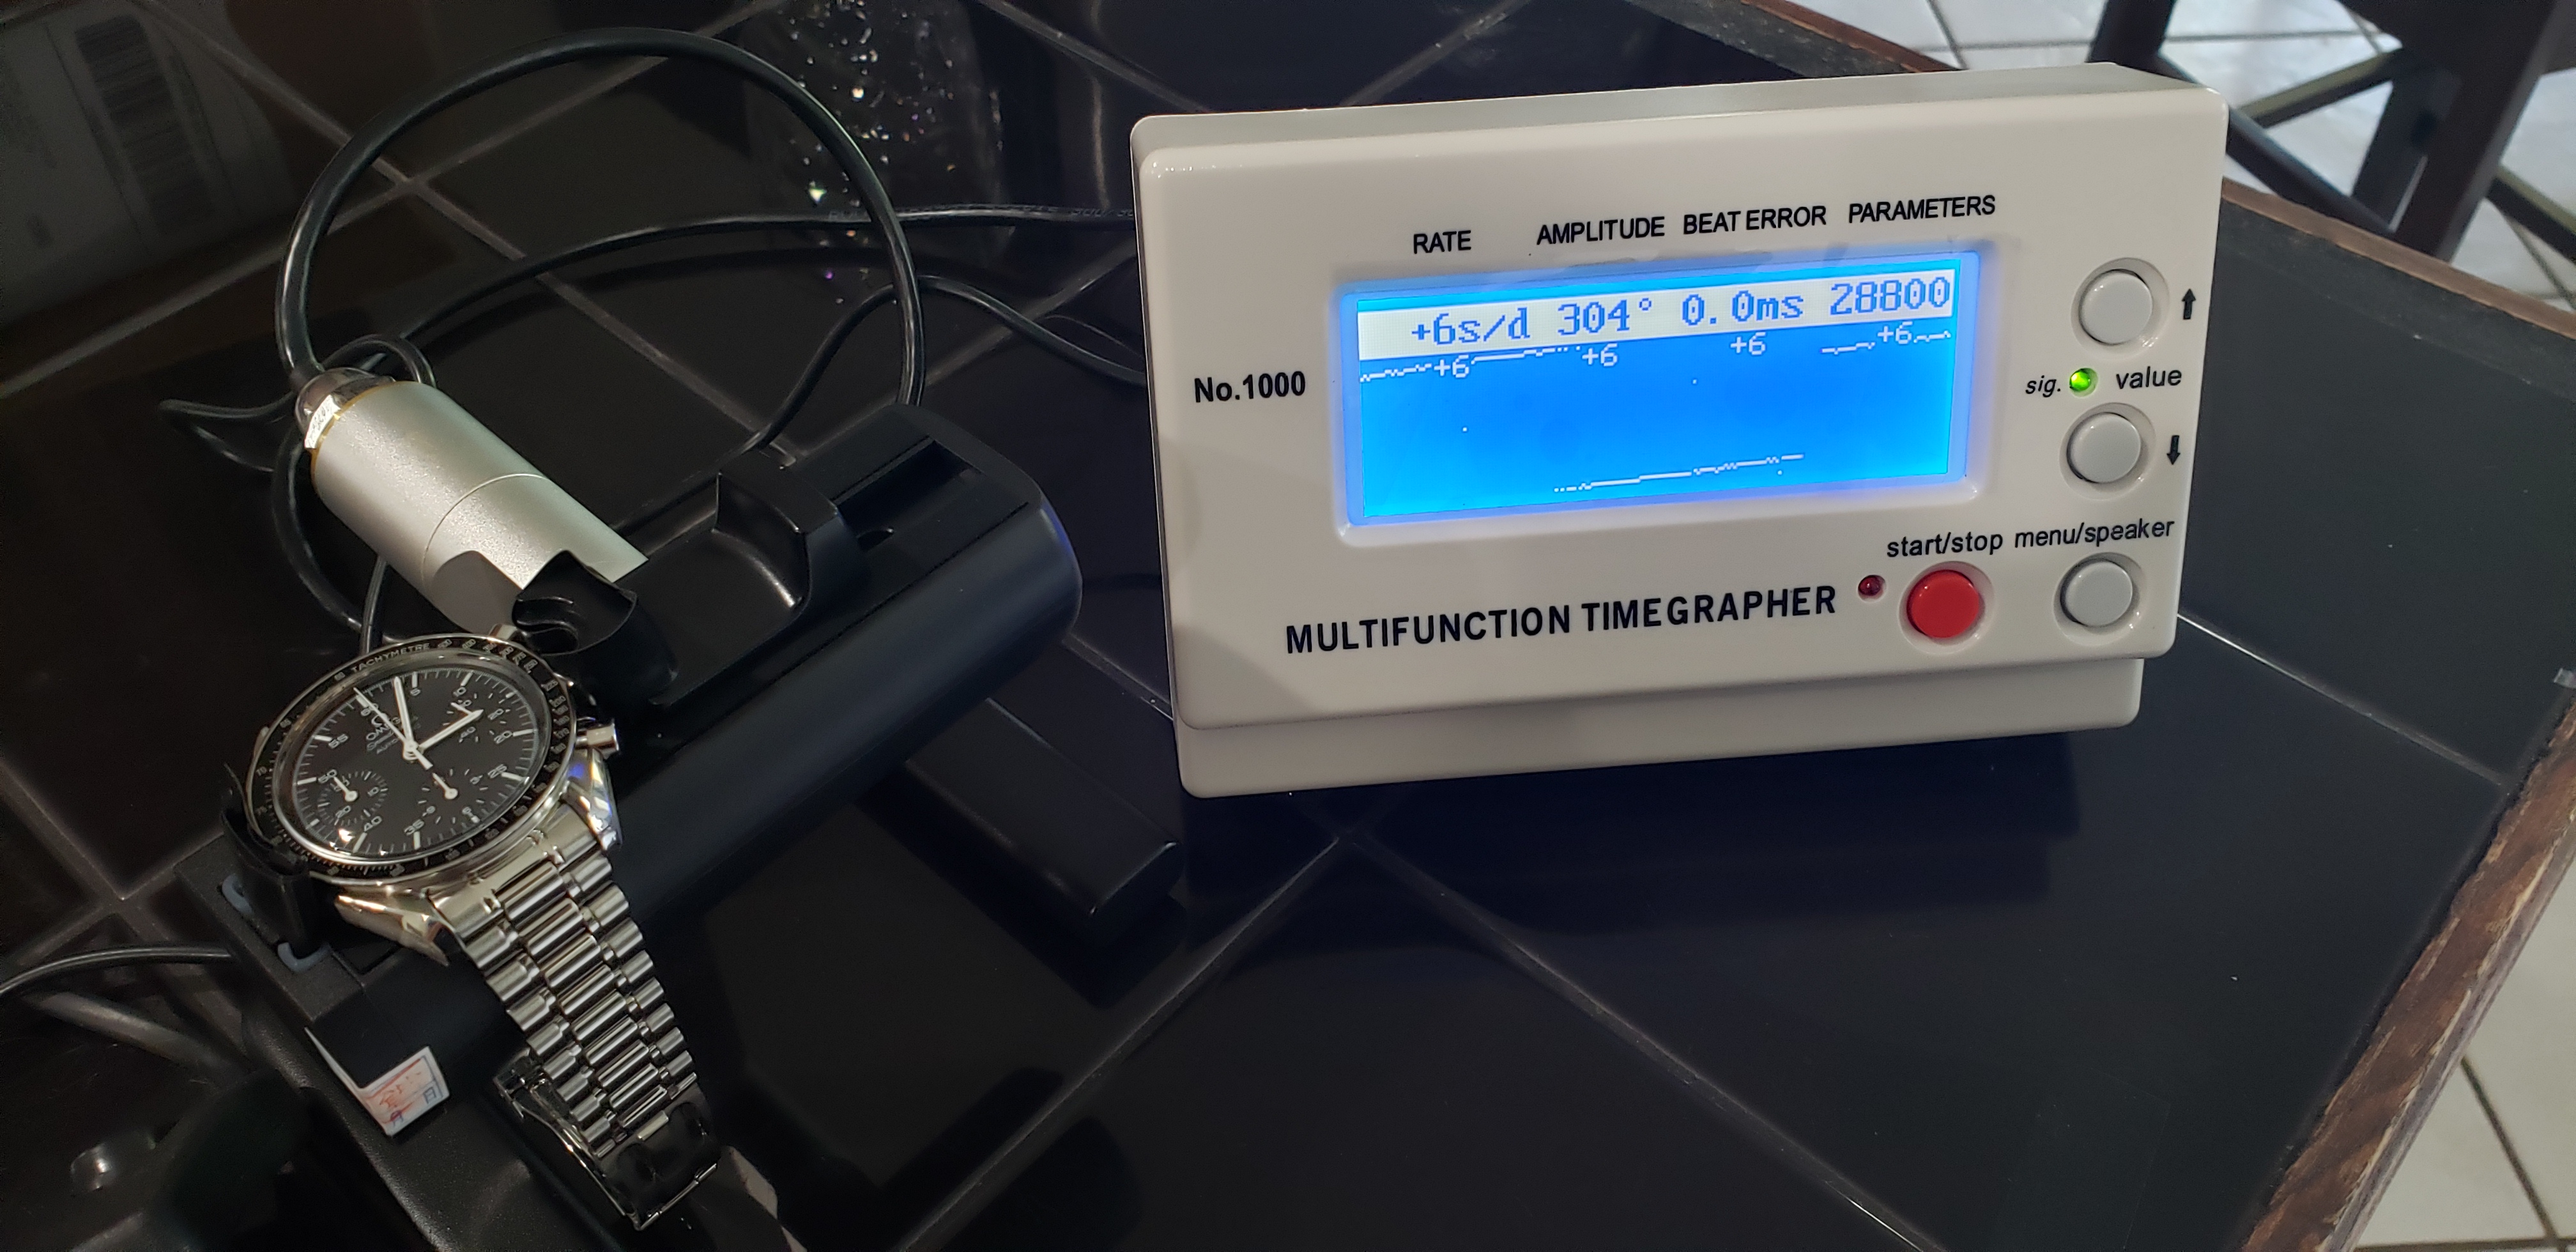 RATE AMPLITUDE BEAT ERROR PARAMETERS
+6s/d 304° 0.0ms 28800
+6 +6 +6 +6
No.1000
sig. value
start/stop menu/speaker
MULTIFUNCTION TIMEGRAPHER
TACHYMETRE